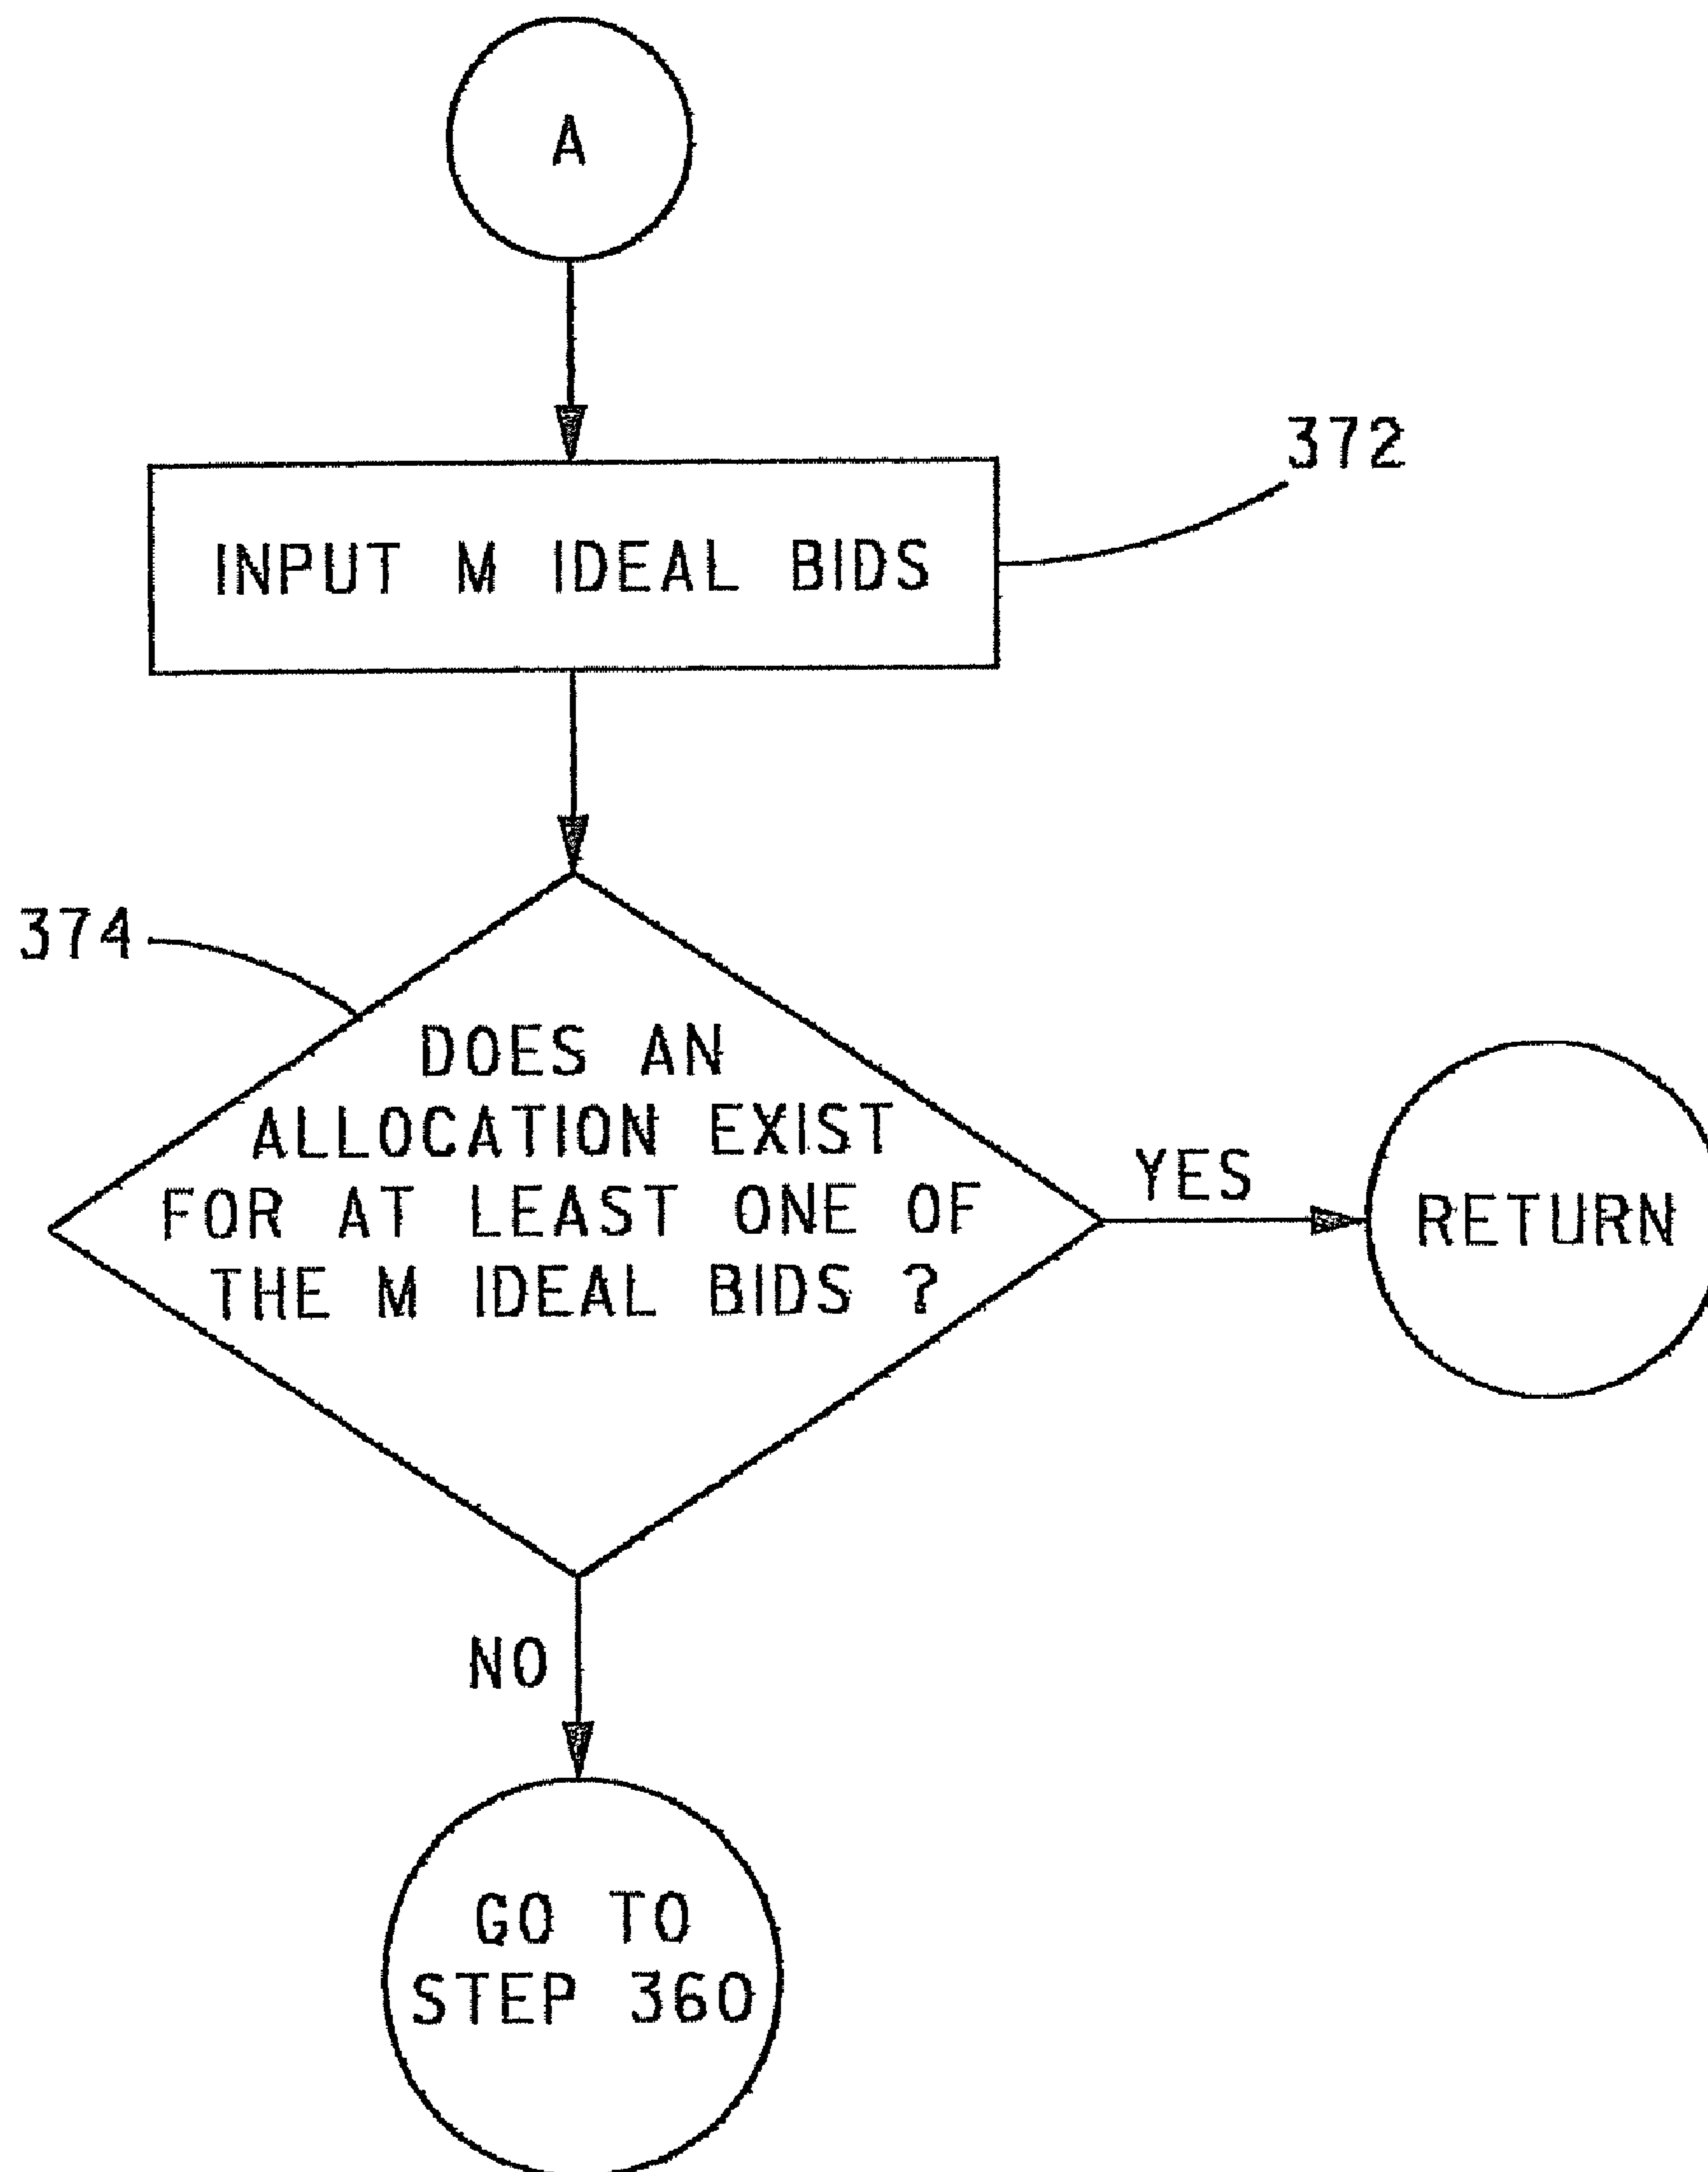 A
372
INPUT M IDEAL BIDS
374
DOES AN
ALLOCATION EXIST
FOR AT LEAST ONE OF
THE M IDEAL BIDS ?
YES
RETURN
NO
GO TO
STEP 360